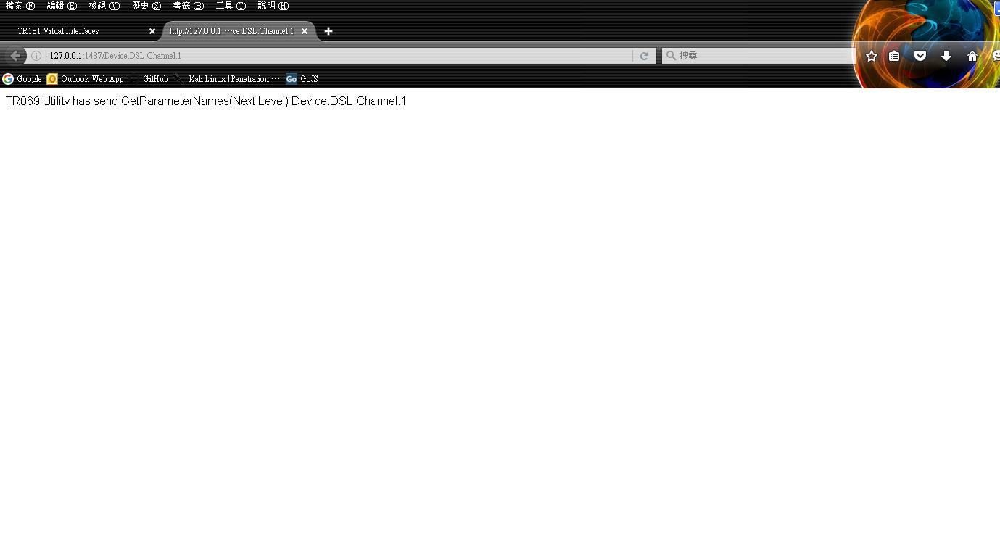 檔案 (F) 編輯 (E) 檢視 (V) 歷史 (S) 書籤 (B) 工具 (T) 說明 (H)
TR181 Vitual Interfaces http://127.0.0.1:⋯ce.DSL.Channel.1
127.0.0.1:1487/Device.DSL.Channel.1 搜尋
Google Outlook Web App GitHub Kali Linux | Penetration ⋯ Go GoJS
TR069 Utility has send GetParameterNames(Next Level) Device.DSL.Channel.1